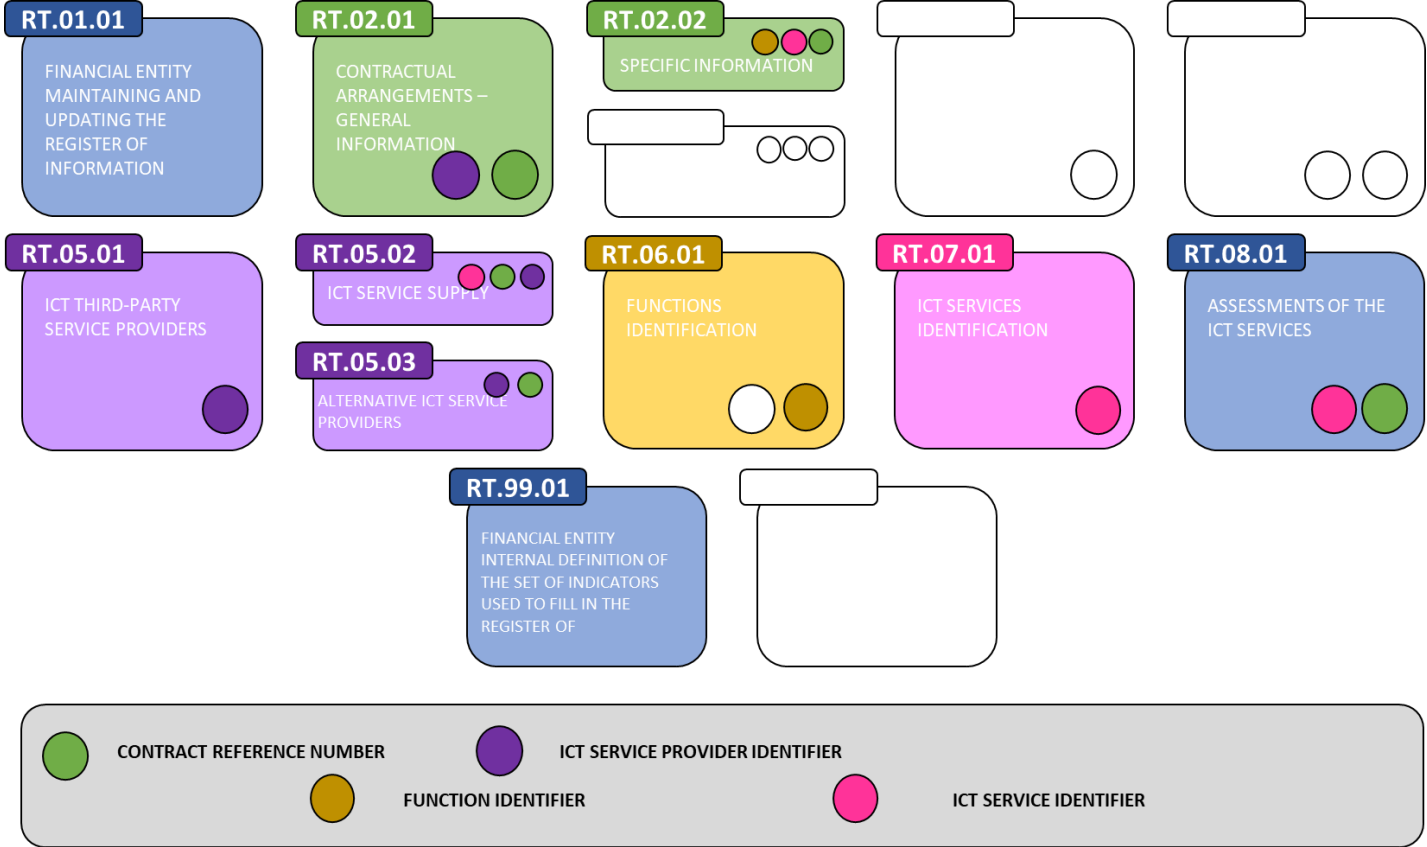 RT.01.01
FINANCIAL ENTITY
MAINTAINING AND
UPDATING THE
REGISTER OF
INFORMATION
RT.02.01
CONTRACTUAL
ARRANGEMENTS –
GENERAL
INFORMATION
RT.02.02
SPECIFIC INFORMATION
RT.05.01
ICT THIRD-PARTY
SERVICE PROVIDERS
RT.05.02
ICT SERVICE SUPPLY
RT.05.03
ALTERNATIVE ICT SERVICE
PROVIDERS
RT.06.01
FUNCTIONS
IDENTIFICATION
RT.07.01
ICT SERVICES
IDENTIFICATION
RT.08.01
ASSESSMENTS OF THE
ICT SERVICES
RT.99.01
FINANCIAL ENTITY
INTERNAL DEFINITION OF
THE SET OF INDICATORS
USED TO FILL IN THE
REGISTER OF
CONTRACT REFERENCE NUMBER
ICT SERVICE PROVIDER IDENTIFIER
FUNCTION IDENTIFIER
ICT SERVICE IDENTIFIER